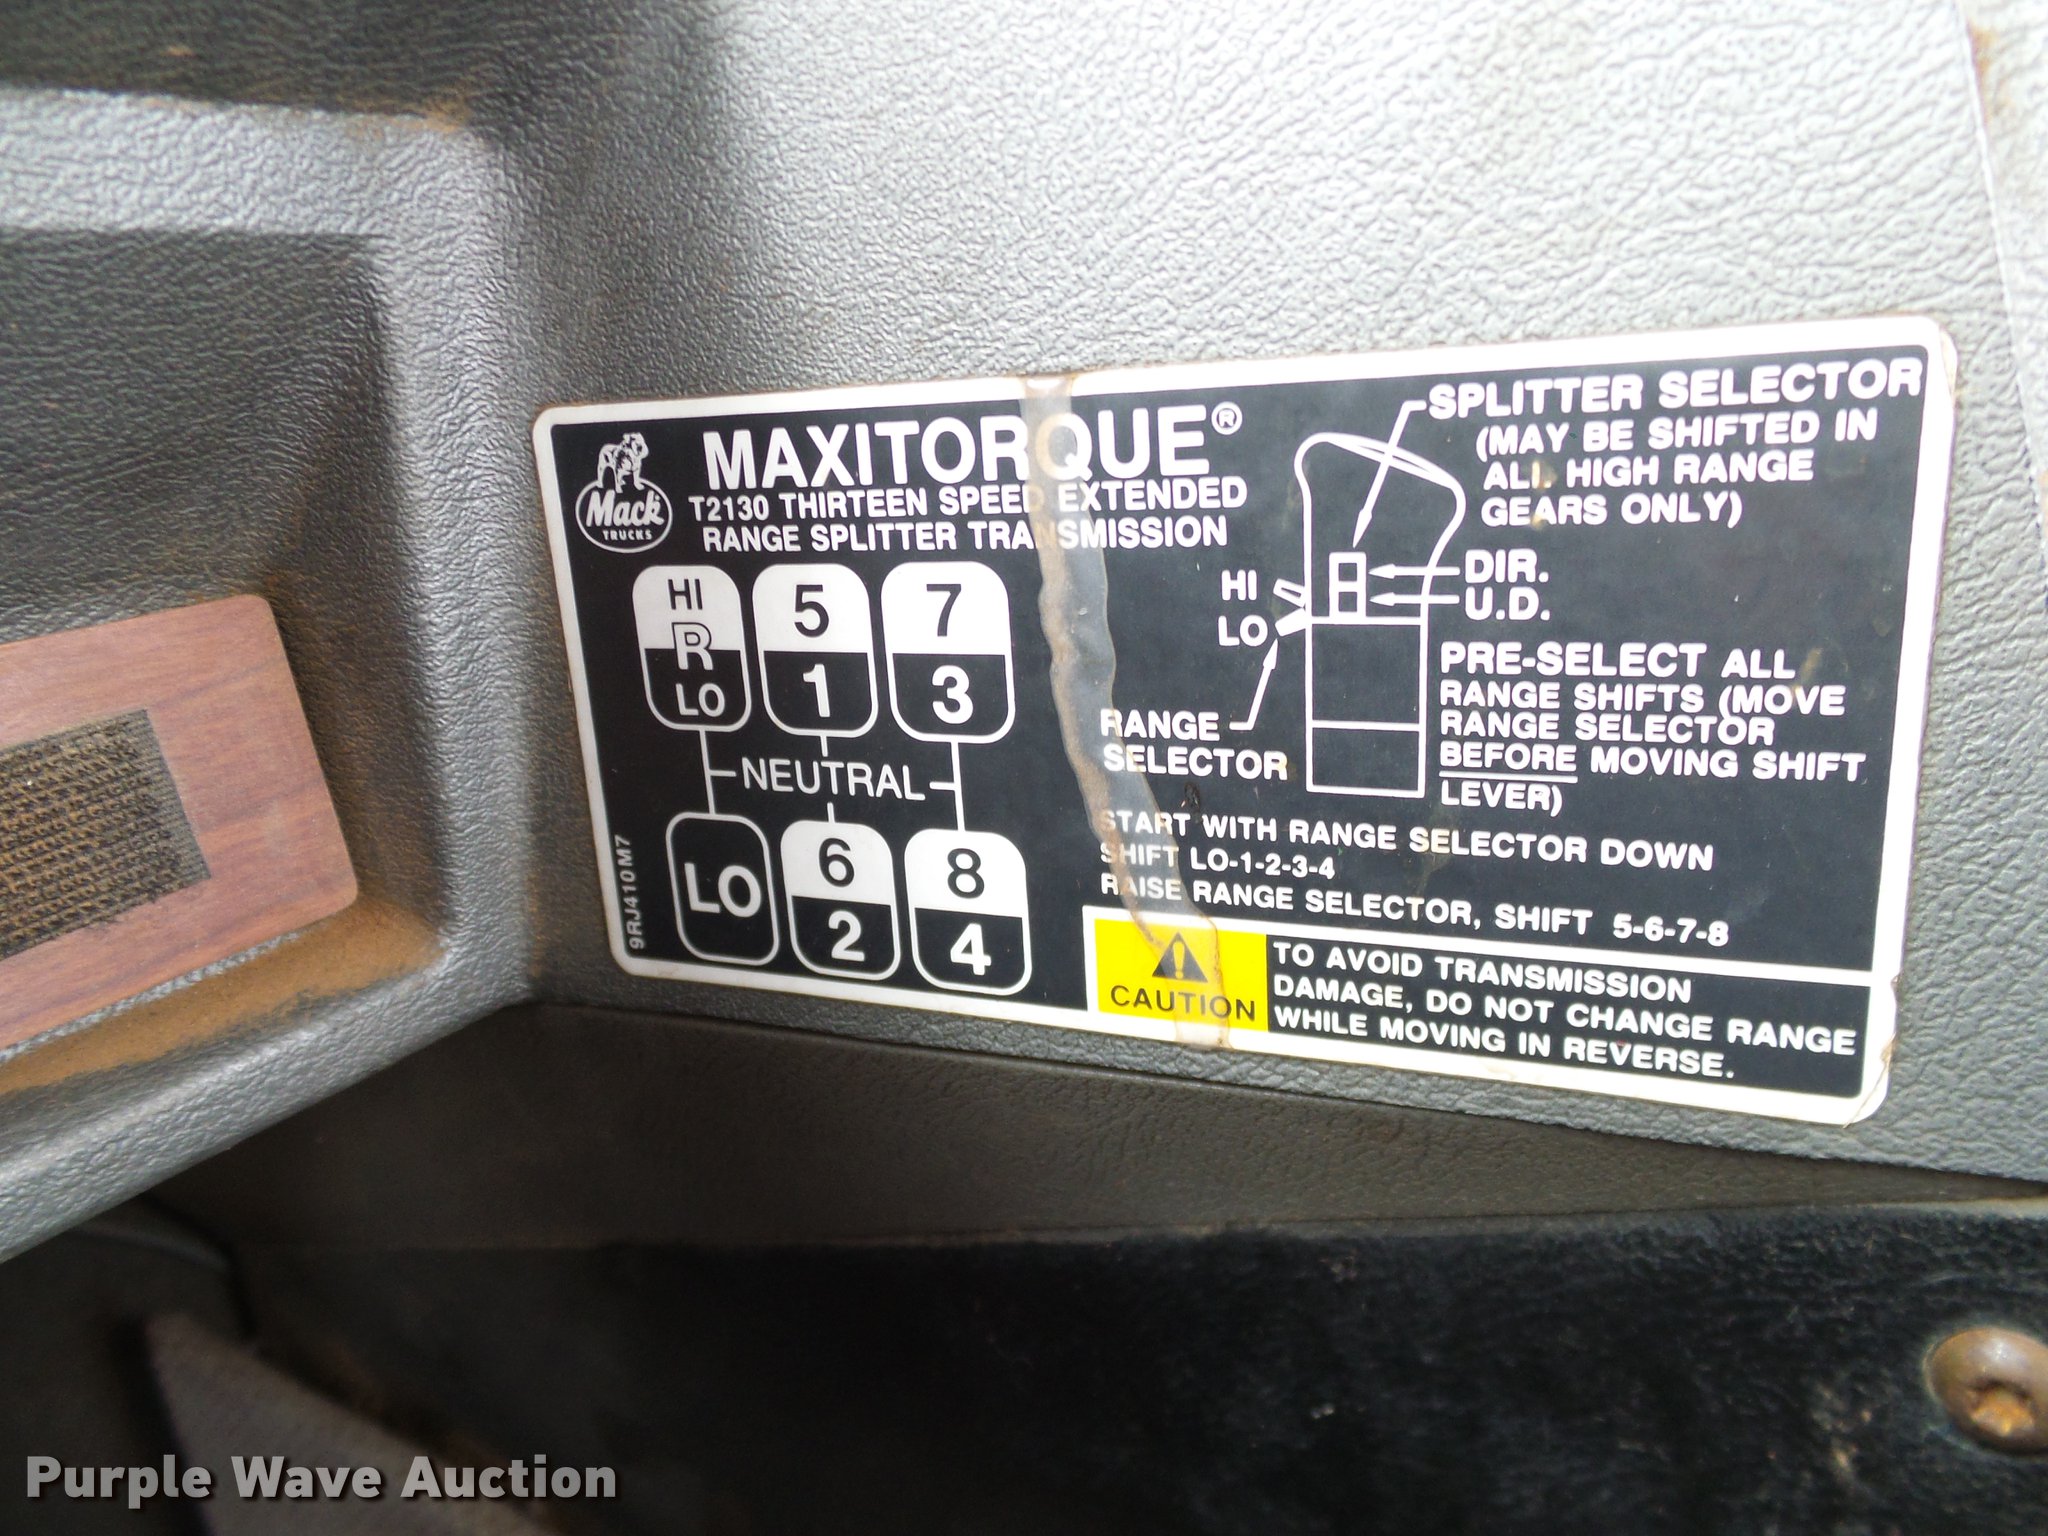 Mack®
TRUCKS
MAXITORQUE®
T2130 THIRTEEN SPEED EXTENDED
RANGE SPLITTER TRANSMISSION
HI
R
LO
5
1
7
3
NEUTRAL
LO
6
2
8
4
9RJ410M7
SPLITTER SELECTOR
(MAY BE SHIFTED IN
ALL HIGH RANGE
GEARS ONLY)
DIR.
U.D.
HI
LO
RANGE
SELECTOR
PRE-SELECT ALL
RANGE SHIFTS (MOVE
RANGE SELECTOR
BEFORE MOVING SHIFT
LEVER)
START WITH RANGE SELECTOR DOWN
SHIFT LO-1-2-3-4
RAISE RANGE SELECTOR, SHIFT 5-6-7-8
CAUTION
TO AVOID TRANSMISSION
DAMAGE, DO NOT CHANGE RANGE
WHILE MOVING IN REVERSE.
Purple Wave Auction